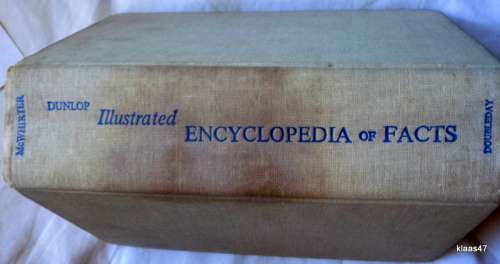 McWHIRTER
DUNLOP
Illustrated
ENCYCLOPEDIA OF FACTS
DOUBLEDAY
klaas47